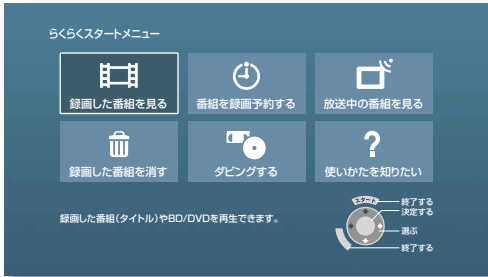 らくらくスタートメニュー
録画した番組を見る
番組を録画予約する
放送中の番組を見る
録画した番組を消す
ダビングする
使いかたを知りたい
録画した番組(タイトル)やBD/DVDを再生できます。
スタート
終了する
決定する
選ぶ
終了する